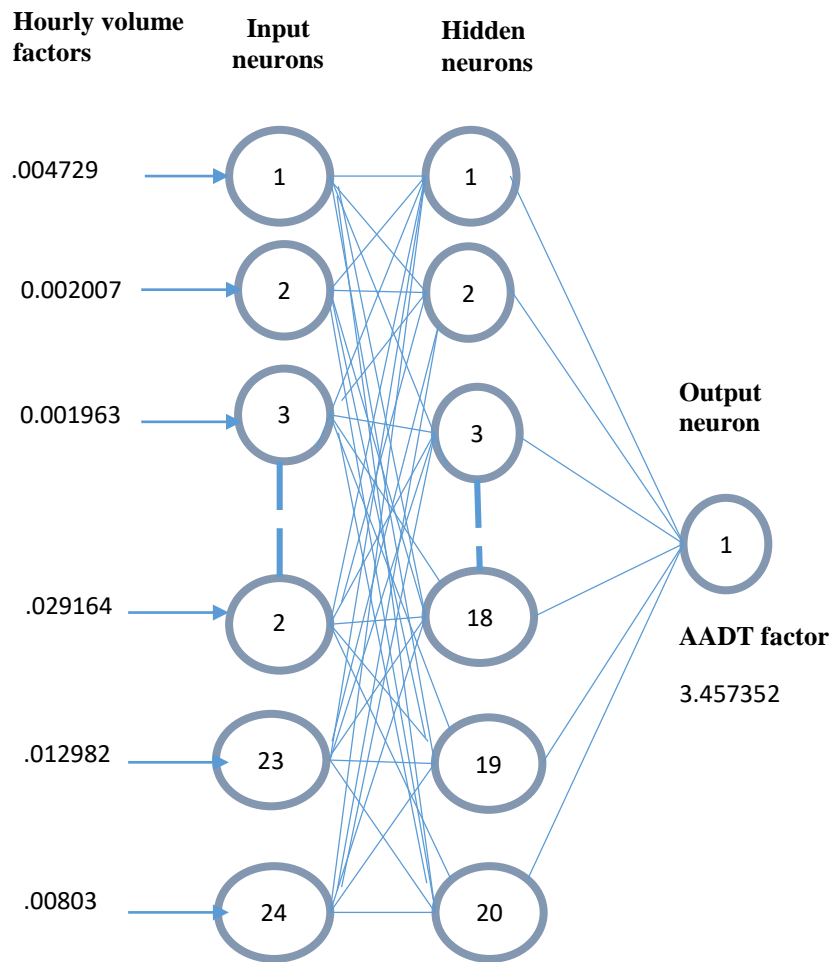 Hourly volume
factors
Input
neurons
Hidden
neurons
.004729
1
1
0.002007
2
2
0.001963
3
3
Output
neuron
1
.029164
2
18
AADT factor
3.457352
.012982
23
19
.00803
24
20